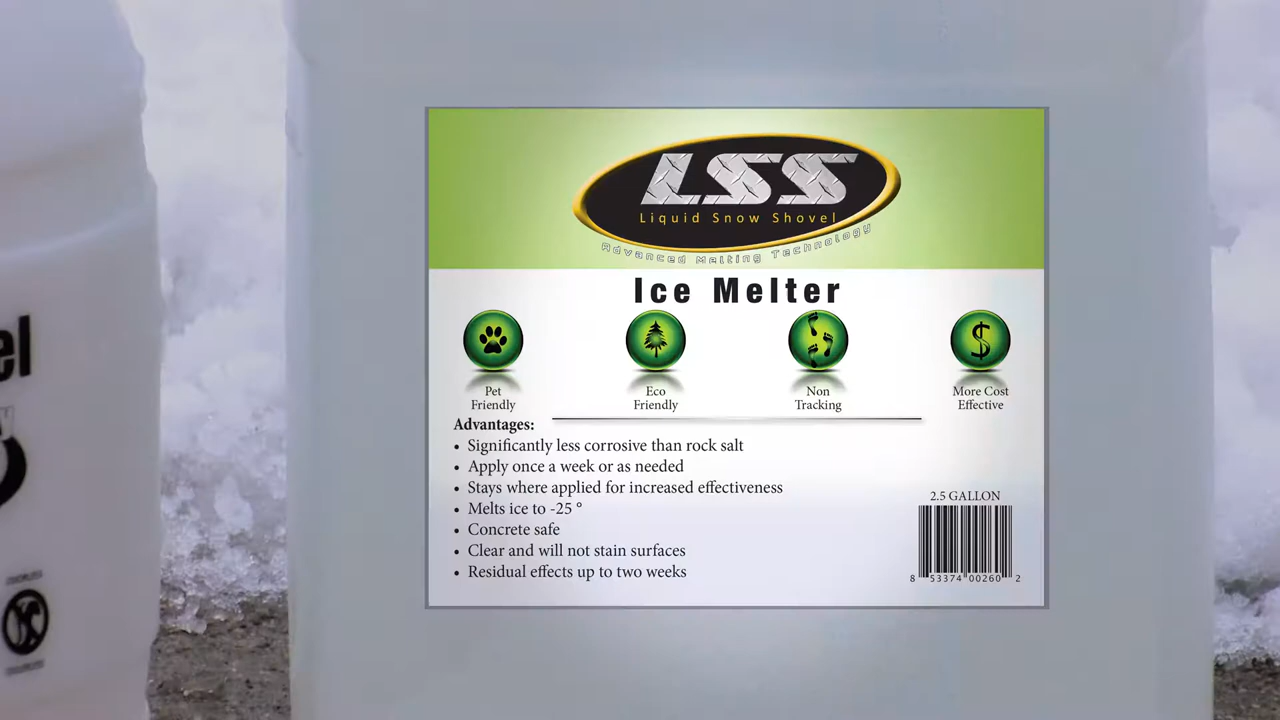 LSS
Liquid Snow Shovel
Advanced Melting Technology
Ice Melter
Pet
Friendly
Eco
Friendly
Non
Tracking
More Cost
Effective
Advantages:
• Significantly less corrosive than rock salt
• Apply once a week or as needed
• Stays where applied for increased effectiveness
• Melts ice to -25 °
• Concrete safe
• Clear and will not stain surfaces
• Residual effects up to two weeks
2.5 GALLON
8 53374 00260 2
el